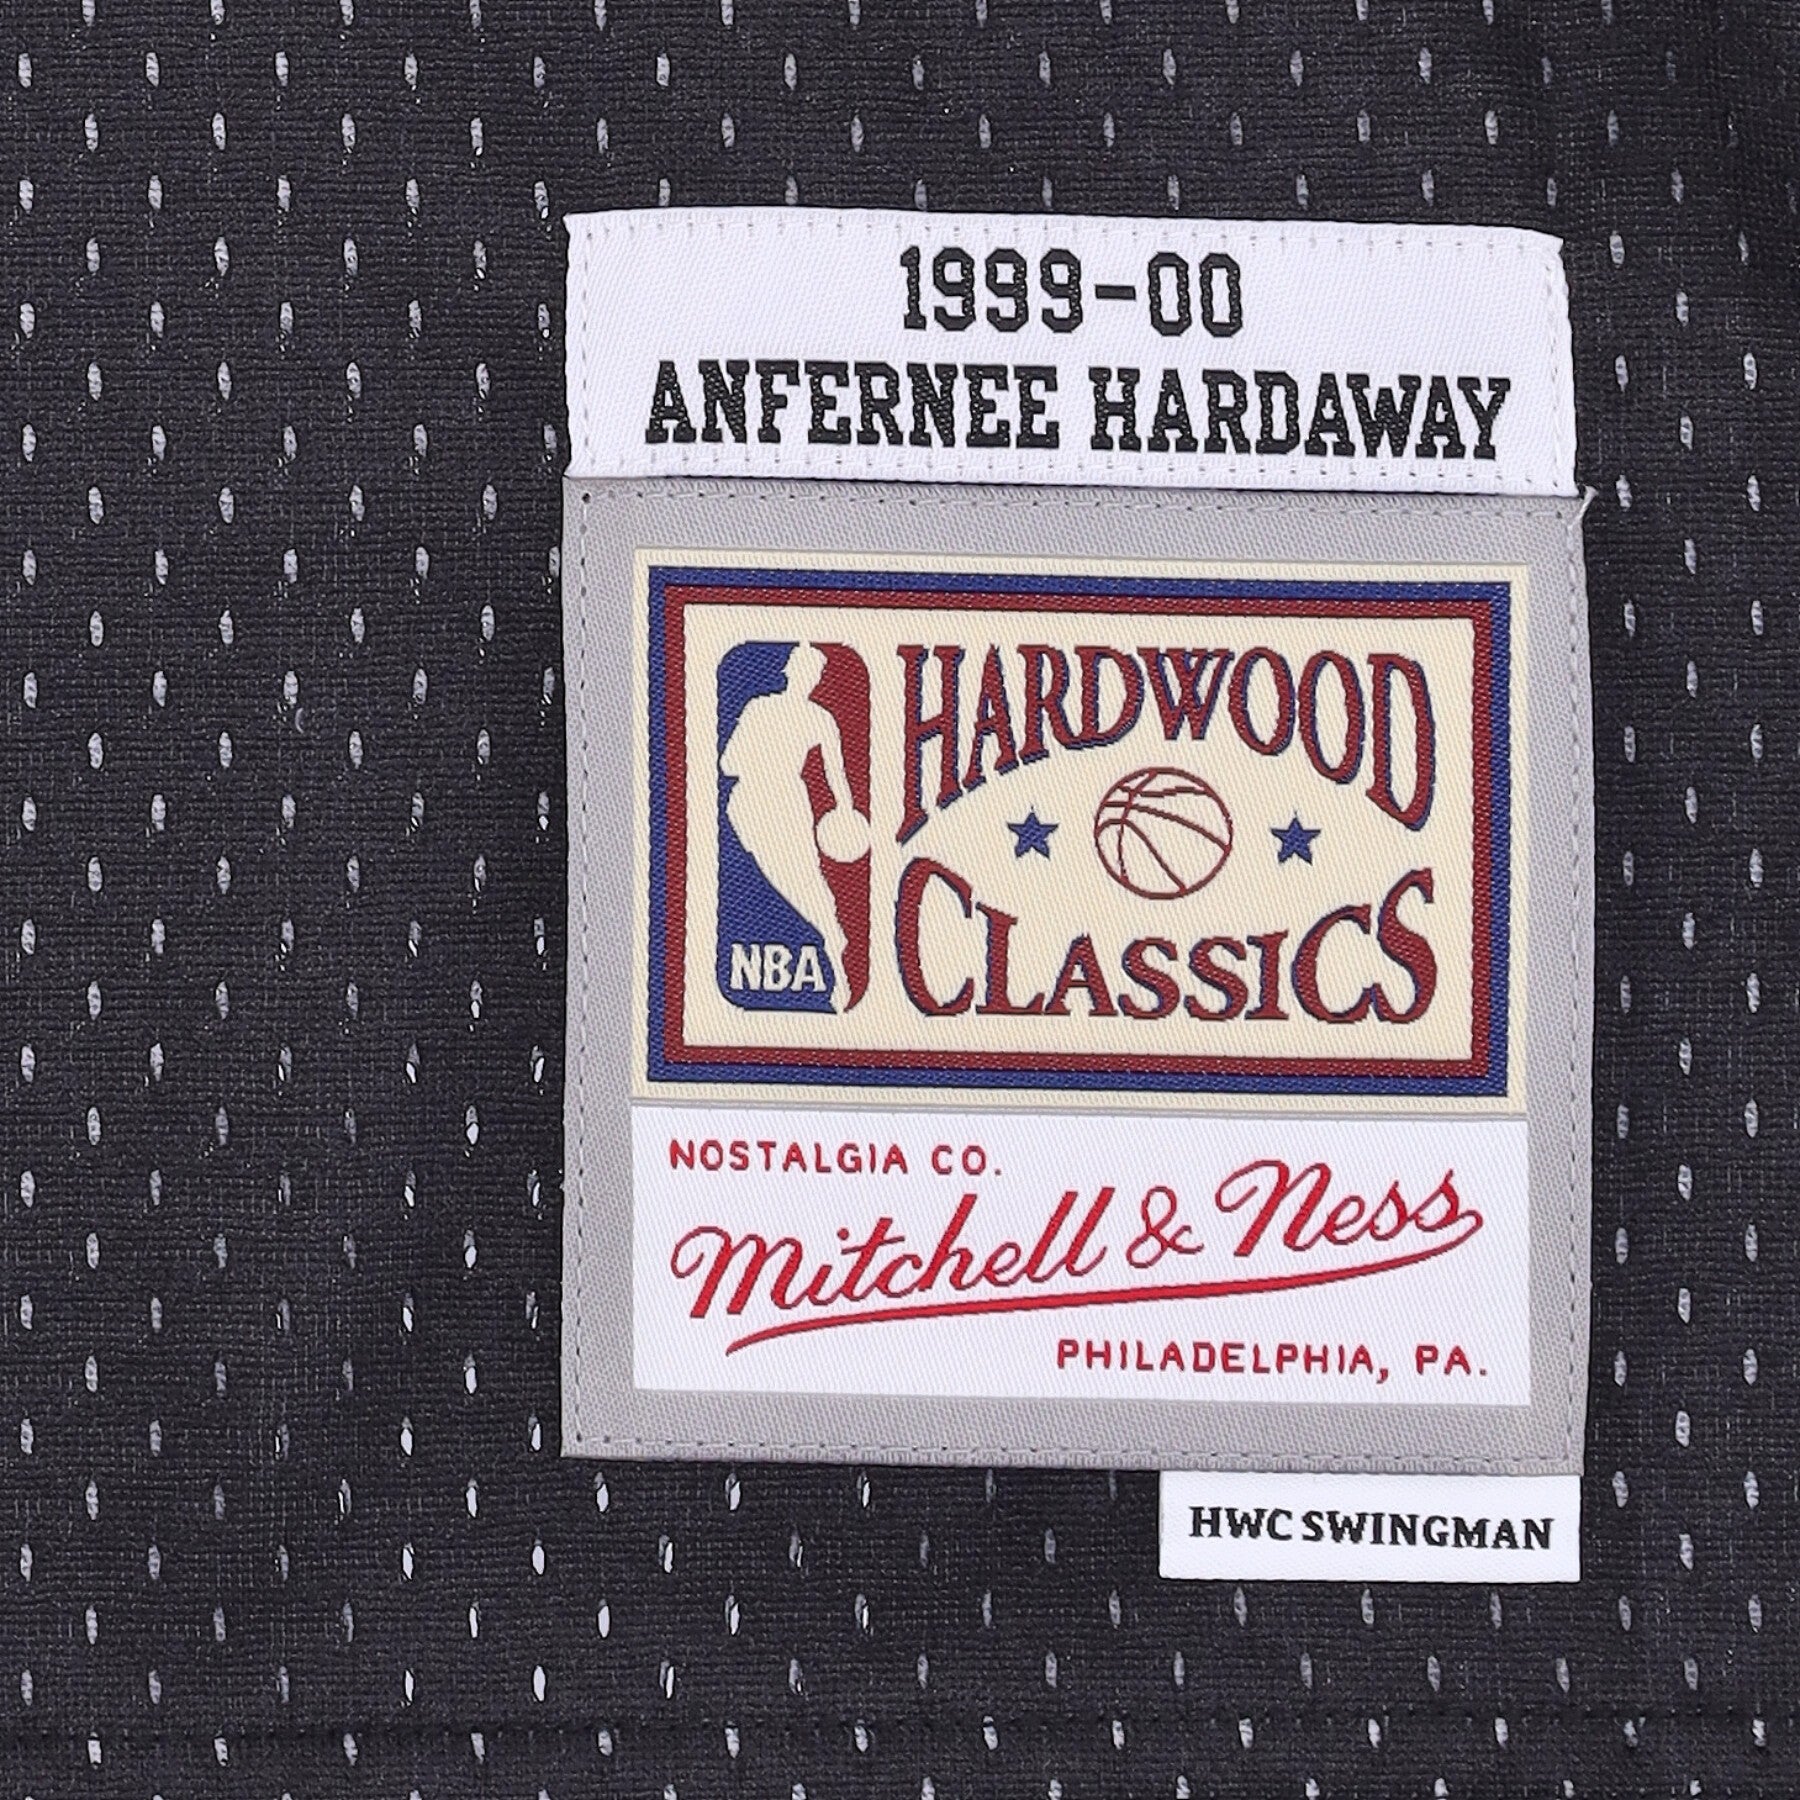 1999-00
ANFERNEE HARDAWAY
HARDWOOD
CLASSICS
NBA
NOSTALGIA CO.
Mitchell & Ness
PHILADELPHIA, PA.
HWC SWINGMAN